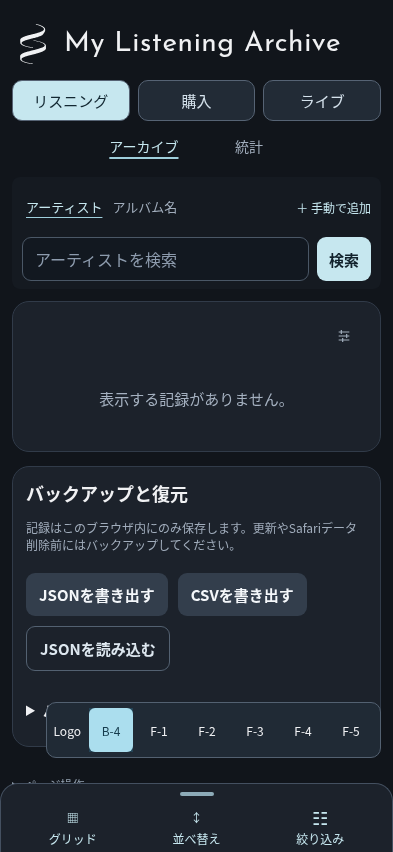 My Listening Archive
リスニング 購入 ライブ
アーカイブ 統計
アーティスト アルバム名 ＋ 手動で追加
アーティストを検索 検索
表示する記録がありません。
バックアップと復元
記録はこのブラウザ内にのみ保存します。更新やSafariデータ
削除前にはバックアップしてください。
JSONを書き出す CSVを書き出す
JSONを読み込む
Logo B-4 F-1 F-2 F-3 F-4 F-5
グリッド 並べ替え 絞り込み